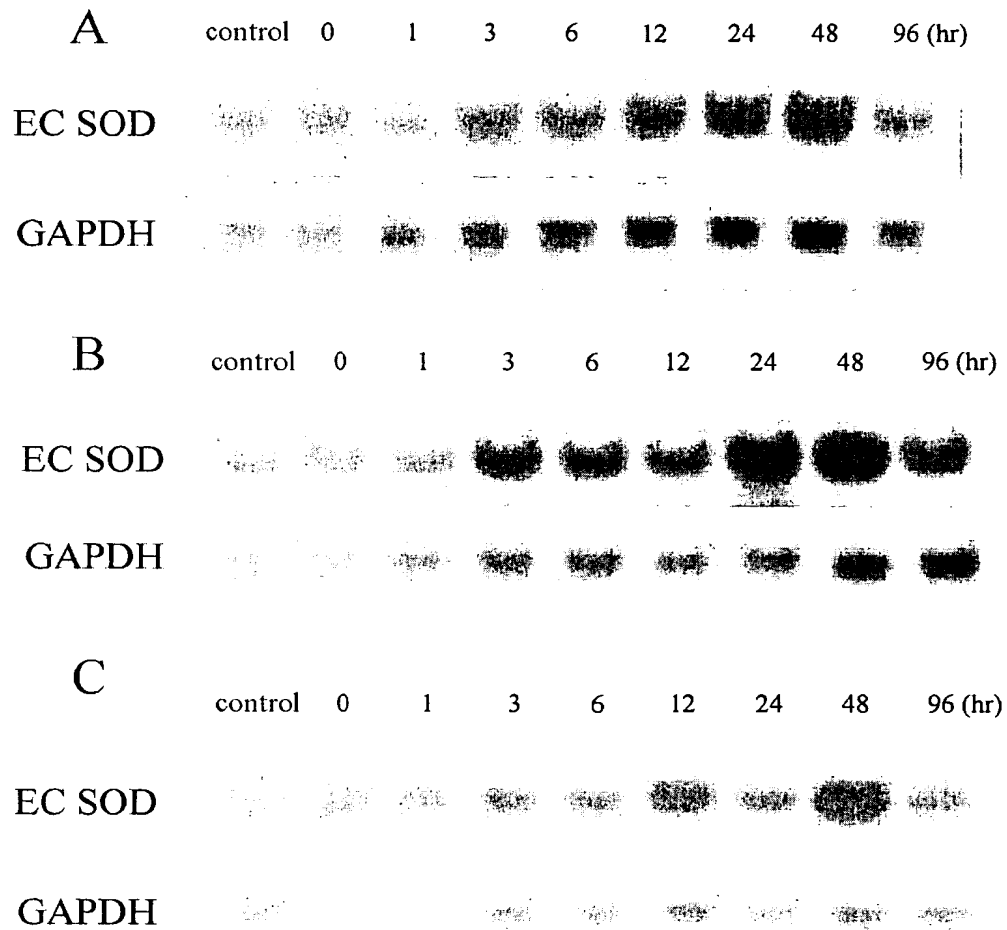 A
control 0 1 3 6 12 24 48 96 (hr)
EC SOD
GAPDH
B
control 0 1 3 6 12 24 48 96 (hr)
EC SOD
GAPDH
C
control 0 1 3 6 12 24 48 96 (hr)
EC SOD
GAPDH